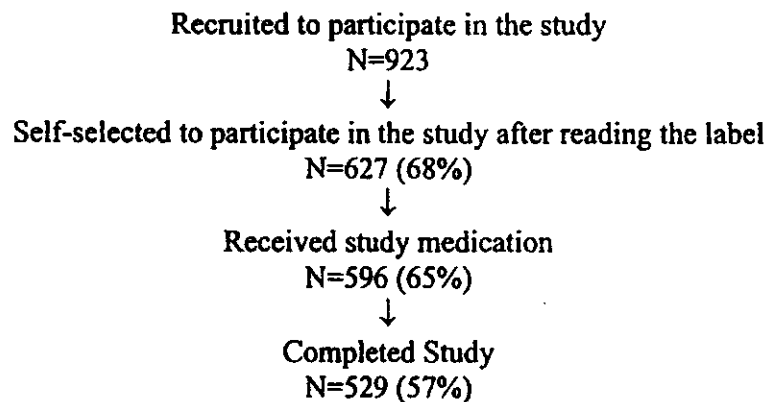 Recruited to participate in the study
N=923
↓
Self-selected to participate in the study after reading the label
N=627 (68%)
↓
Received study medication
N=596 (65%)
↓
Completed Study
N=529 (57%)